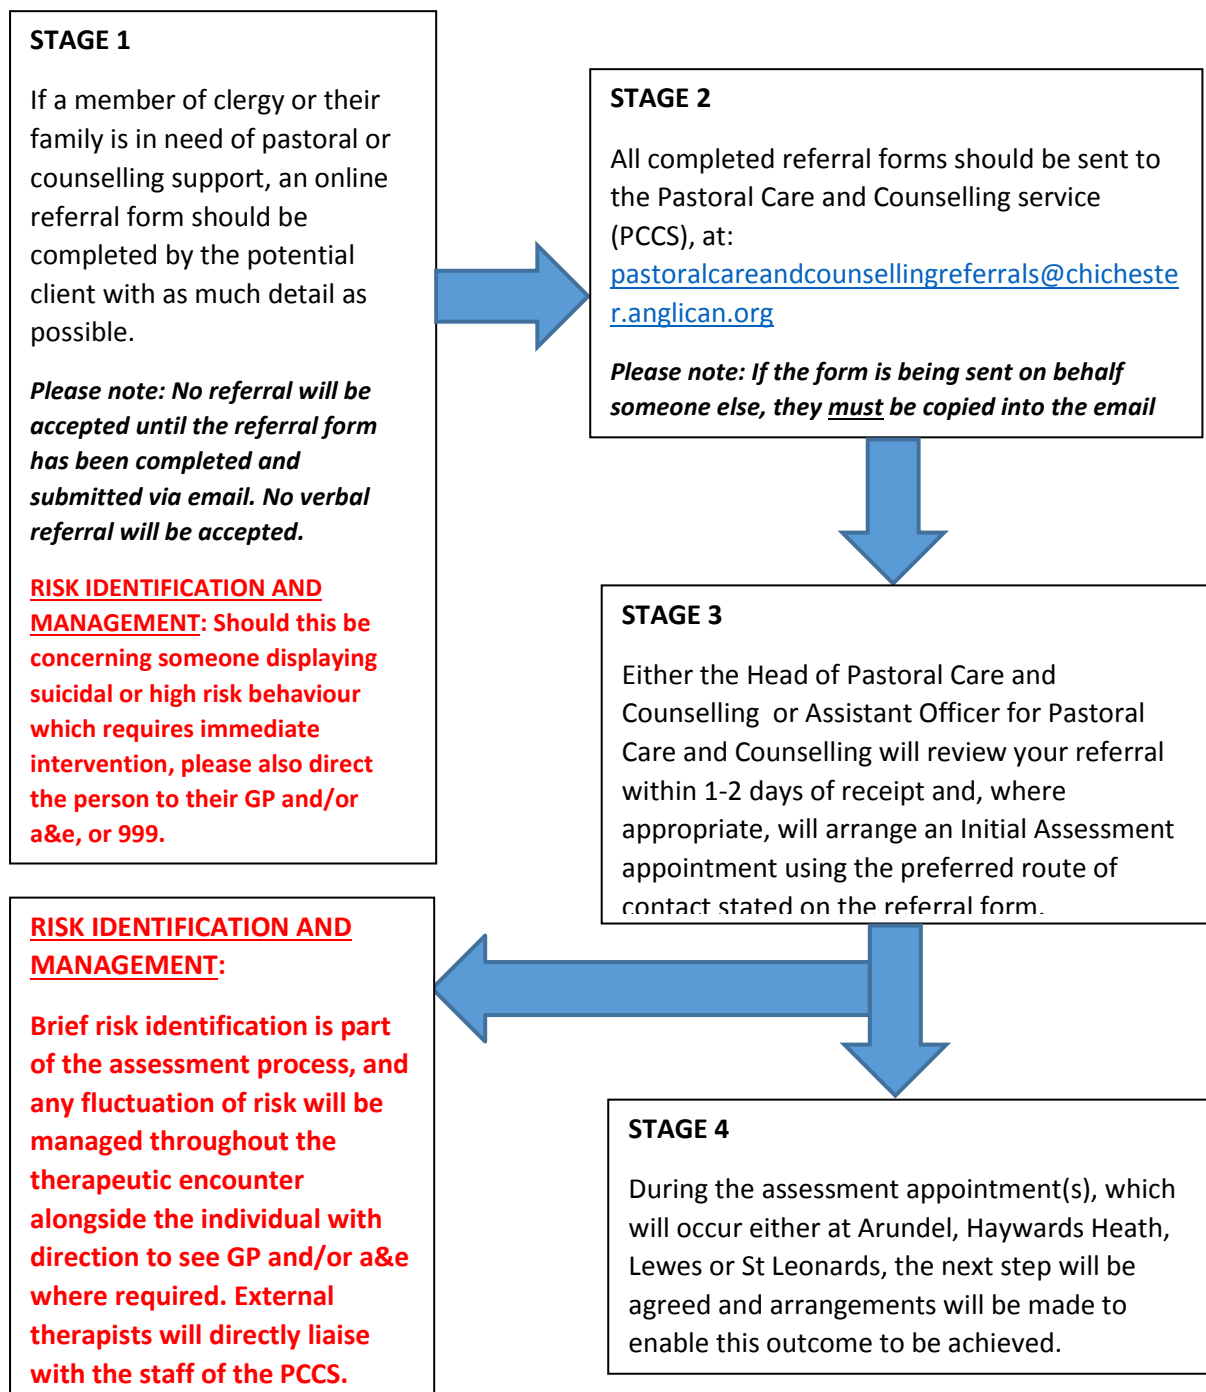 STAGE 1
If a member of clergy or their
family is in need of pastoral or
counselling support, an online
referral form should be
completed by the potential
client with as much detail as
possible.
Please note: No referral will be
accepted until the referral form
has been completed and
submitted via email. No verbal
referral will be accepted.
RISK IDENTIFICATION AND
MANAGEMENT: Should this be
concerning someone displaying
suicidal or high risk behaviour
which requires immediate
intervention, please also direct
the person to their GP and/or
a&e, or 999.
STAGE 2
All completed referral forms should be sent to
the Pastoral Care and Counselling service
(PCCS), at:
pastoralcareandcounsellingreferrals@chicheste
r.anglican.org
Please note: If the form is being sent on behalf
someone else, they must be copied into the email
STAGE 3
Either the Head of Pastoral Care and
Counselling  or Assistant Officer for Pastoral
Care and Counselling will review your referral
within 1-2 days of receipt and, where
appropriate, will arrange an Initial Assessment
appointment using the preferred route of
contact stated on the referral form.
RISK IDENTIFICATION AND
MANAGEMENT:
Brief risk identification is part
of the assessment process, and
any fluctuation of risk will be
managed throughout the
therapeutic encounter
alongside the individual with
direction to see GP and/or a&e
where required. External
therapists will directly liaise
with the staff of the PCCS.
STAGE 4
During the assessment appointment(s), which
will occur either at Arundel, Haywards Heath,
Lewes or St Leonards, the next step will be
agreed and arrangements will be made to
enable this outcome to be achieved.